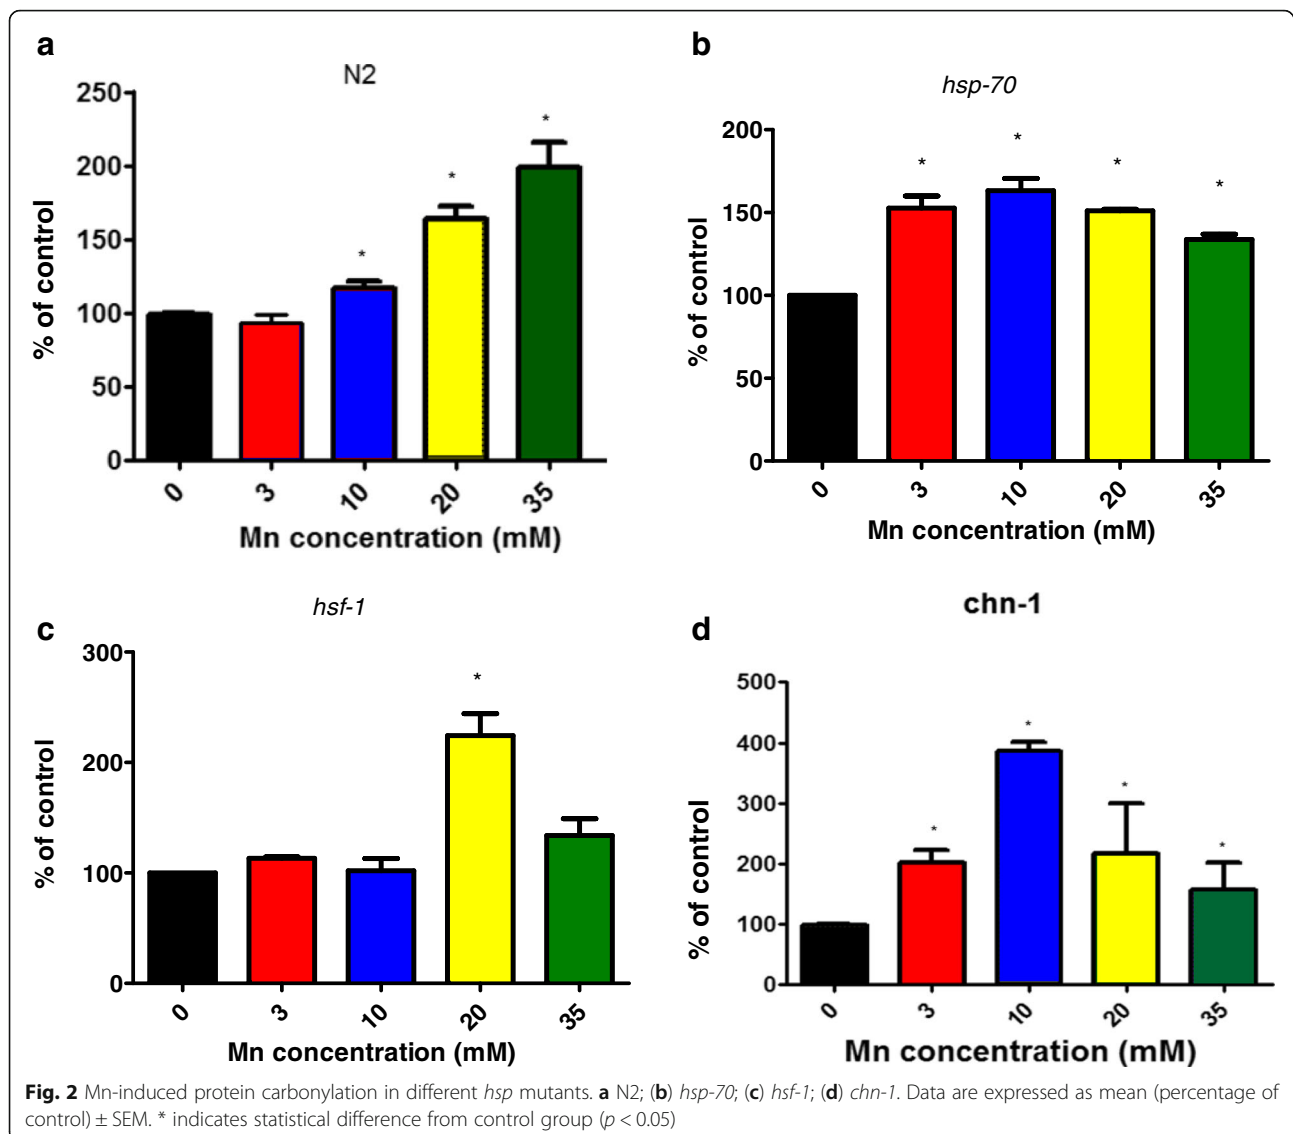 a
N2
250
200
150
100
50
0
% of control
* * *
0 3 10 20 35
Mn concentration (mM)
b
hsp-70
200
150
100
50
0
% of control
* * * *
0 3 10 20 35
Mn concentration (mM)
c
hsf-1
300
200
100
0
% of control
*
0 3 10 20 35
Mn concentration (mM)
d
chn-1
500
400
300
200
100
0
% of control
* * * *
0 3 10 20 35
Mn concentration (mM)
Fig. 2 Mn-induced protein carbonylation in different hsp mutants. a N2; (b) hsp-70; (c) hsf-1; (d) chn-1. Data are expressed as mean (percentage of
control) ± SEM. * indicates statistical difference from control group (p < 0.05)